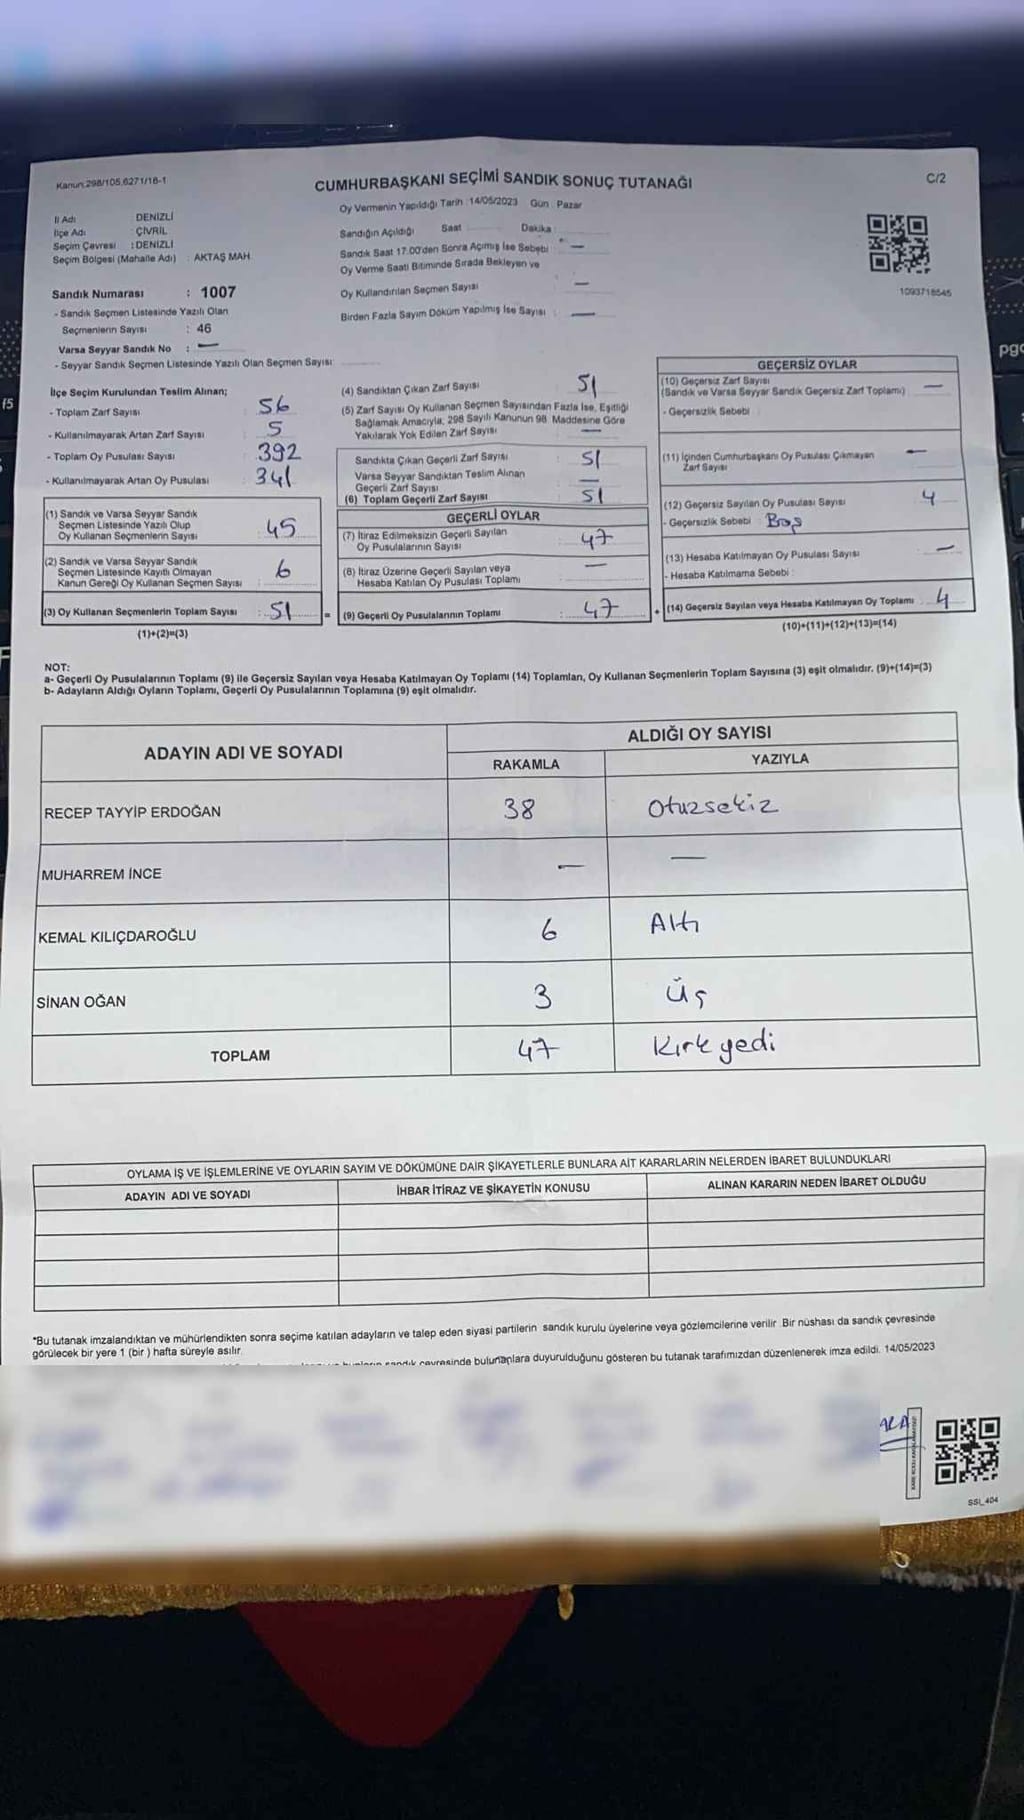 Kanun:298/105,6271/16-1
CUMHURBAŞKANI SEÇİMİ SANDIK SONUÇ TUTANAĞI
C/2
Oy Vermenin Yapıldığı Tarih :14/05/2023 Gün : Pazar
İl Adı : DENİZLİ
İlçe Adı : ÇİVRİL
Seçim Çevresi : DENİZLİ
Seçim Bölgesi (Mahalle Adı) : AKTAŞ MAH.
Sandık Numarası : 1007
- Sandık Seçmen Listesinde Yazılı Olan
Seçmenlerin Sayısı : 46
Varsa Seyyar Sandık No : —
- Seyyar Sandık Seçmen Listesinde Yazılı Olan Seçmen Sayısı:
Sandığın Açıldığı Saat Dakika
Sandık Saat 17:00'den Sonra Açımış İse Sebebi : —
Oy Verme Saati Bitiminde Sırada Bekleyen ve
Oy Kullandırılan Seçmen Sayısı —
Birden Fazla Sayım Döküm Yapılmış İse Sayısı : —
1093718545
İlçe Seçim Kurulundan Teslim Alınan;
- Toplam Zarf Sayısı : 56
- Kullanılmayarak Artan Zarf Sayısı : 5
- Toplam Oy Pusulası Sayısı : 392
- Kullanılmayarak Artan Oy Pusulası : 341
(1) Sandık ve Varsa Seyyar Sandık
Seçmen Listesinde Yazılı Olup
Oy Kullanan Seçmenlerin Sayısı : 45
(2) Sandık ve Varsa Seyyar Sandık
Seçmen Listesinde Kayıtlı Olmayan
Kanun Gereği Oy Kullanan Seçmen Sayısı : 6
(3) Oy Kullanan Seçmenlerin Toplam Sayısı : 51
(1)+(2)=(3)
(4) Sandıktan Çıkan Zarf Sayısı : 51
(5) Zarf Sayısı Oy Kullanan Seçmen Sayısından Fazla İse, Eşitliği
Sağlamak Amacıyla, 298 Sayılı Kanunun 98. Maddesine Göre
Yakılarak Yok Edilen Zarf Sayısı : —
Sandıkta Çıkan Geçerli Zarf Sayısı : 51
Varsa Seyyar Sandıktan Teslim Alınan
Geçerli Zarf Sayısı : —
(6) Toplam Geçerli Zarf Sayısı : 51
GEÇERLİ OYLAR
(7) İtiraz Edilmeksizin Geçerli Sayılan
Oy Pusulalarının Sayısı : 47
(8) İtiraz Üzerine Geçerli Sayılan veya
Hesaba Katılan Oy Pusulası Toplamı : —
= (9) Geçerli Oy Pusulalarının Toplamı : 47
GEÇERSİZ OYLAR
(10) Geçersiz Zarf Sayısı
(Sandık ve Varsa Seyyar Sandık Geçersiz Zarf Toplamı) : —
- Geçersizlik Sebebi :
(11) İçinden Cumhurbaşkanı Oy Pusulası Çıkmayan
Zarf Sayısı : —
(12) Geçersiz Sayılan Oy Pusulası Sayısı : 4
- Geçersizlik Sebebi : Boş
(13) Hesaba Katılmayan Oy Pusulası Sayısı : —
- Hesaba Katılmama Sebebi :
+ (14) Geçersiz Sayılan veya Hesaba Katılmayan Oy Toplamı : 4
(10)+(11)+(12)+(13)=(14)
NOT:
a- Geçerli Oy Pusulalarının Toplamı (9) ile Geçersiz Sayılan veya Hesaba Katılmayan Oy Toplamı (14) Toplamları, Oy Kullanan Seçmenlerin Toplam Sayısına (3) eşit olmalıdır. (9)+(14)=(3)
b- Adayların Aldığı Oyların Toplamı, Geçerli Oy Pusulalarının Toplamına (9) eşit olmalıdır.
ADAYIN ADI VE SOYADI
ALDIĞI OY SAYISI
RAKAMLA YAZIYLA
RECEP TAYYİP ERDOĞAN 38 Otuzsekiz
MUHARREM İNCE — —
KEMAL KILIÇDAROĞLU 6 Altı
SİNAN OĞAN 3 Üç
TOPLAM 47 Kırkyedi
OYLAMA İŞ VE İŞLEMLERİNE VE OYLARIN SAYIM VE DÖKÜMÜNE DAİR ŞİKAYETLERLE BUNLARA AİT KARARLARIN NELERDEN İBARET BULUNDUKLARI
ADAYIN ADI VE SOYADI İHBAR İTİRAZ VE ŞİKAYETİN KONUSU ALINAN KARARIN NEDEN İBARET OLDUĞU
*Bu tutanak imzalandıktan ve mühürlendikten sonra seçime katılan adayların ve talep eden siyasi partilerin sandık kurulu üyelerine veya gözlemcilerine verilir. Bir nüshası da sandık çevresinde
görülecek bir yere 1 (bir ) hafta süreyle asılır.
sandık çevresinde bulunanlara duyurulduğunu gösteren bu tutanak tarafımızdan düzenlenerek imza edildi. 14/05/2023
SSI_404
f5
pg